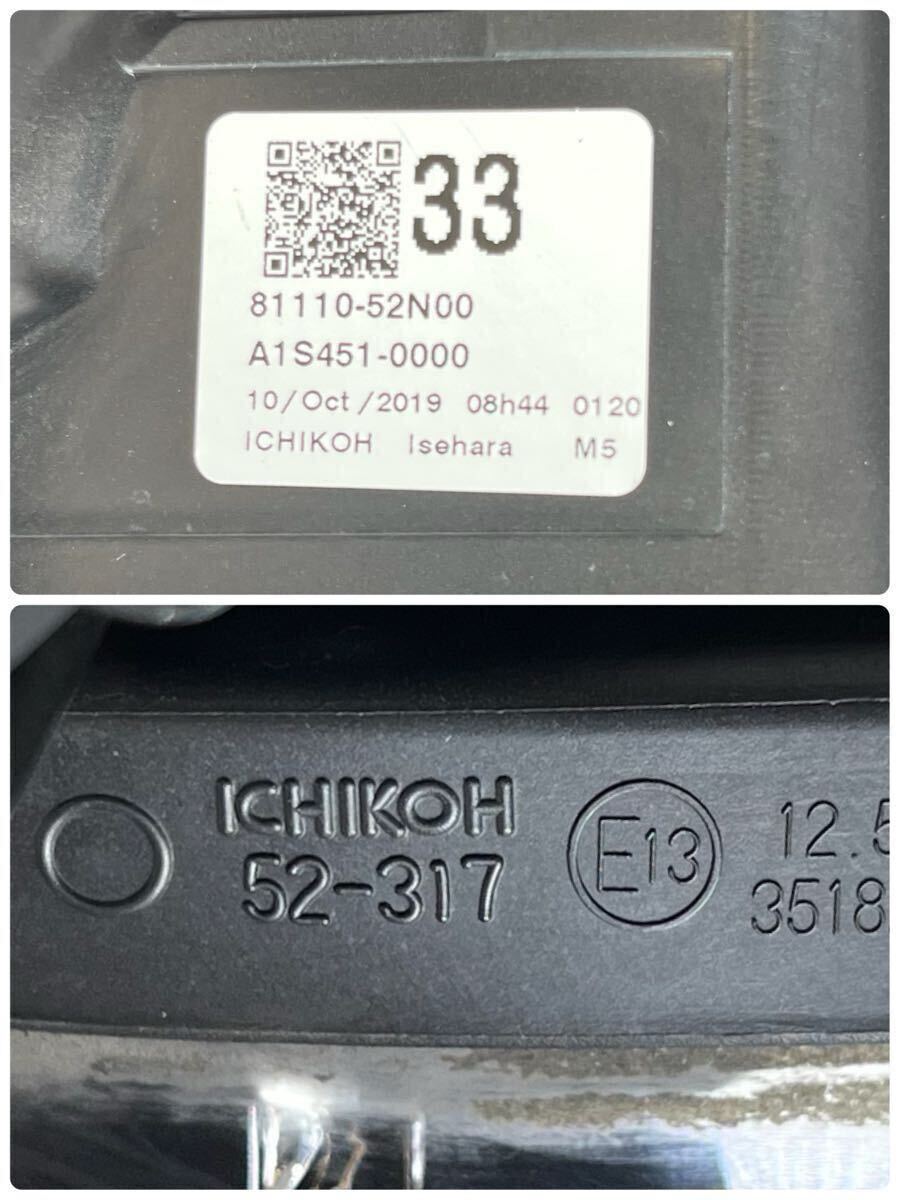 33
81110-52N00
A1S451-0000
10/Oct/2019 08h44 0120
ICHIKOH Isehara M5
ICHIKOH
52-317
E13
12.5
3518